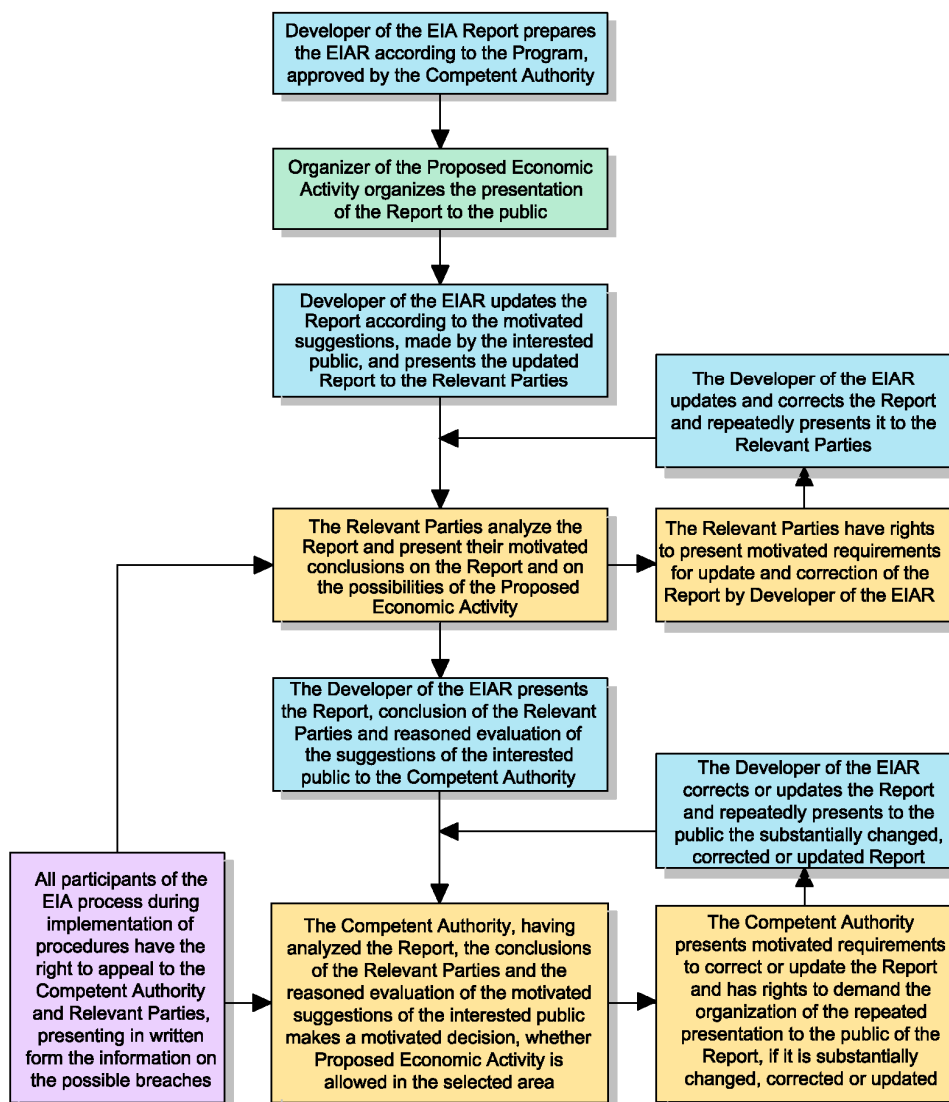 Developer of the EIA Report prepares
the EIAR according to the Program,
approved by the Competent Authority
Organizer of the Proposed Economic
Activity organizes the presentation
of the Report to the public
Developer of the EIAR updates the
Report according to the motivated
suggestions, made by the interested
public, and presents the updated
Report to the Relevant Parties
The Developer of the EIAR
updates and corrects the Report
and repeatedly presents it to the
Relevant Parties
The Relevant Parties analyze the
Report and present their motivated
conclusions on the Report and on
the possibilities of the Proposed
Economic Activity
The Relevant Parties have rights
to present motivated requirements
for update and correction of the
Report by Developer of the EIAR
The Developer of the EIAR presents
the Report, conclusion of the Relevant
Parties and reasoned evaluation of
the suggestions of the interested
public to the Competent Authority
The Developer of the EIAR
corrects or updates the Report
and repeatedly presents to the
public the substantially changed,
corrected or updated Report
All participants of the
EIA process during
implementation of
procedures have the
right to appeal to the
Competent Authority
and Relevant Parties,
presenting in written
form the information on
the possible breaches
The Competent Authority, having
analyzed the Report, the conclusions
of the Relevant Parties and the
reasoned evaluation of the motivated
suggestions of the interested public
makes a motivated decision, whether
Proposed Economic Activity is
allowed in the selected area
The Competent Authority
presents motivated requirements
to correct or update the Report
and has rights to demand the
organization of the repeated
presentation to the public of the
Report, if it is substantially
changed, corrected or updated